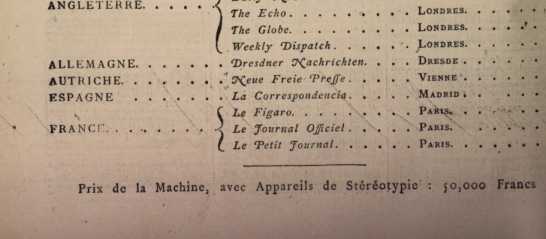 ANGLETERRE.
The Echo. LONDRES.
The Globe. LONDRES.
Weekly Dispatch. LONDRES.
ALLEMAGNE. Dresdner Nachrichten. DRESDE.
AUTRICHE. Neue Freie Presse. VIENNE.
ESPAGNE La Correspondencia. MADRID.
Le Figaro. PARIS.
FRANCE. Le Journal Officiel. PARIS.
Le Petit Journal. PARIS.
Prix de la Machine, avec Appareils de Stéréotypie : 50,000 Francs